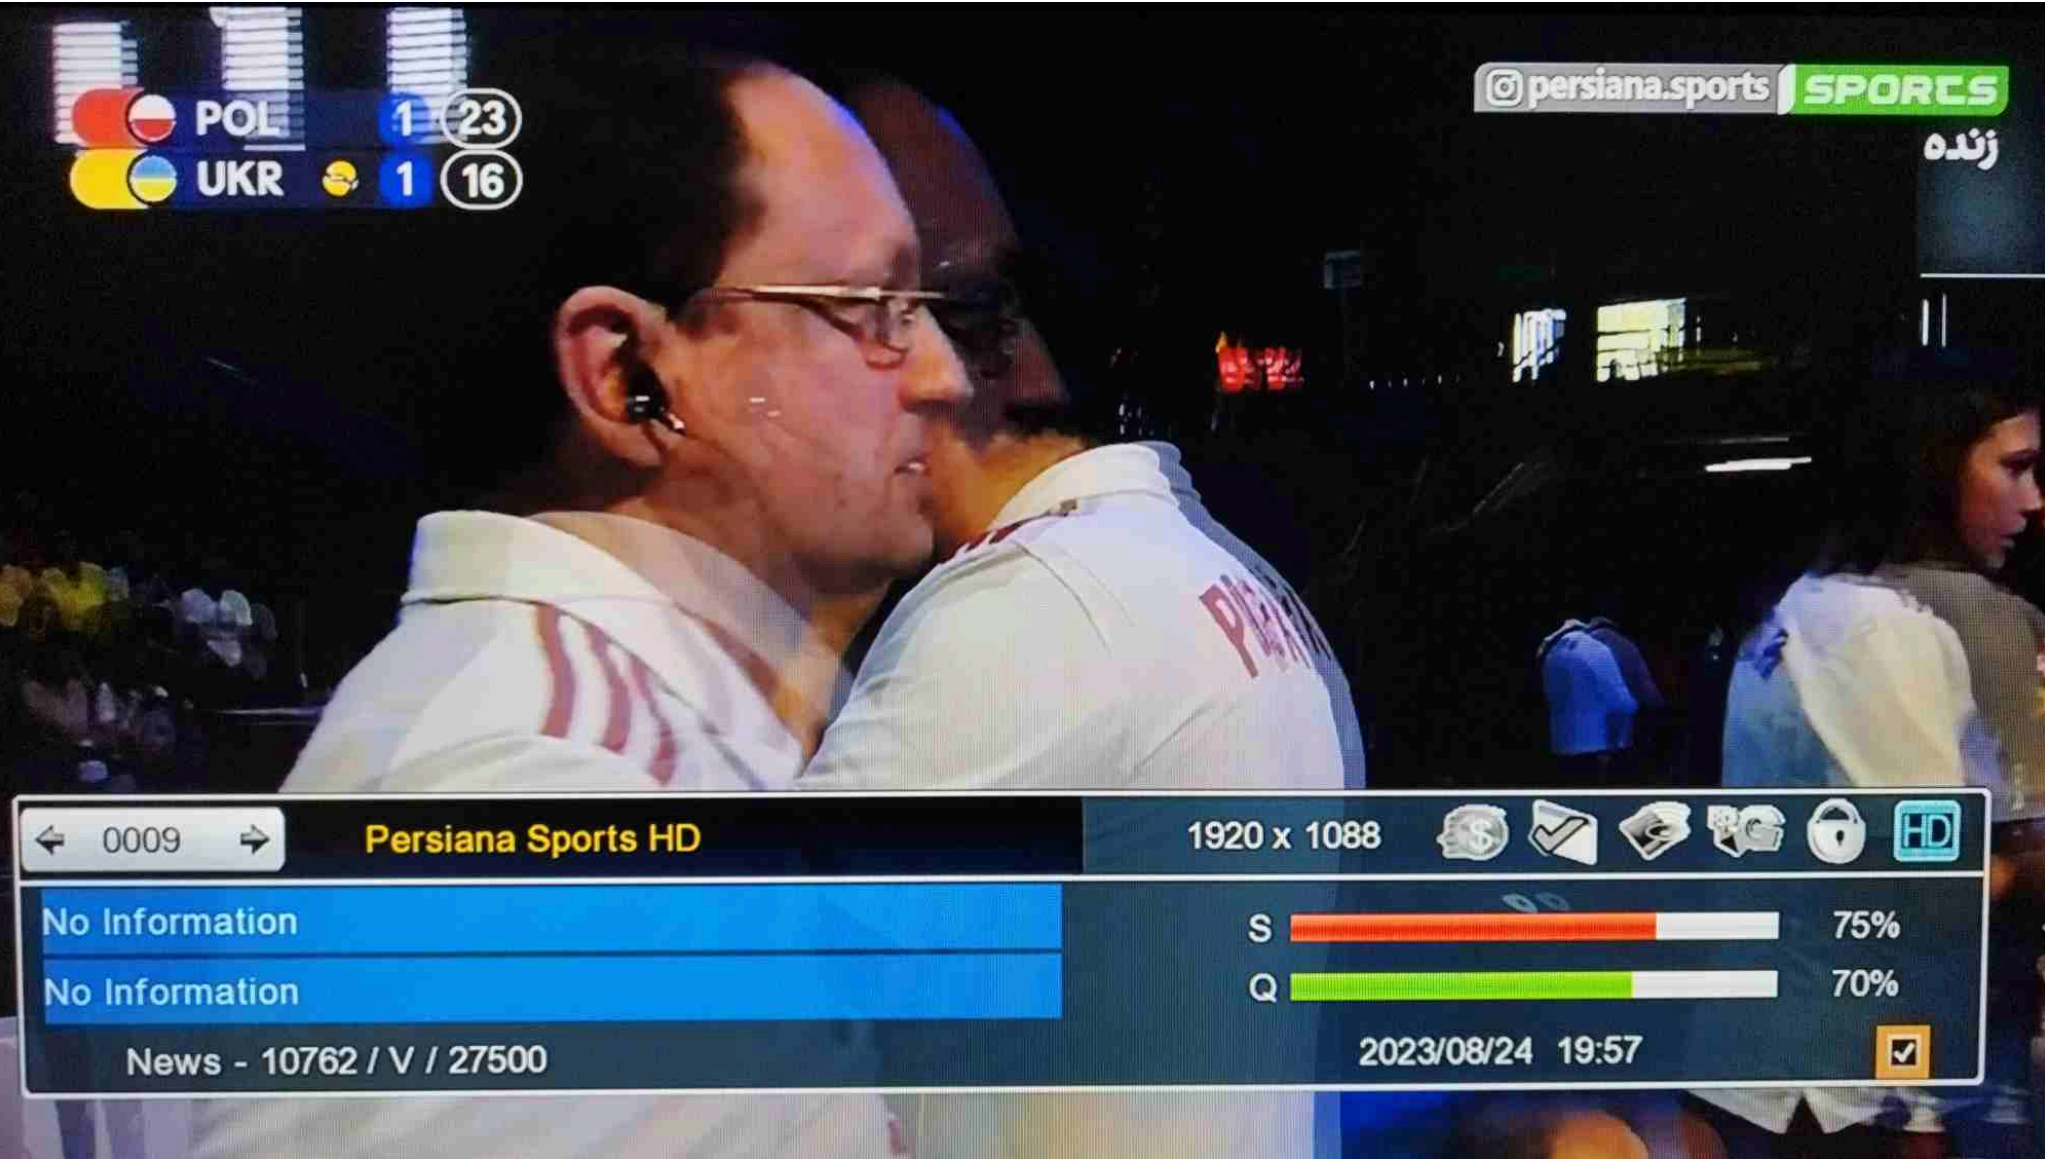 POL 1 23
UKR 1 16
persiana.sports SPORTS
زنده
0009 Persiana Sports HD 1920 x 1088 $ G HD
No Information
No Information
S 75%
Q 70%
News - 10762 / V / 27500
2023/08/24 19:57